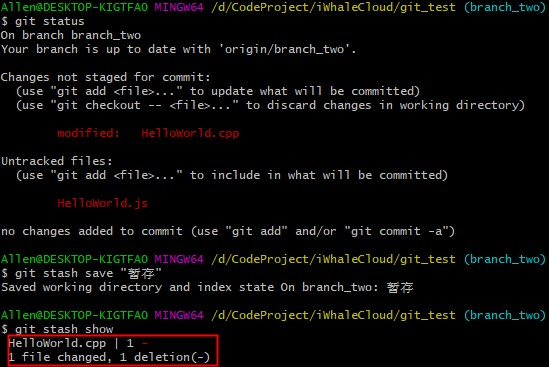 Allen@DESKTOP-KIGTFAO MINGW64 /d/CodeProject/iWhaleCloud/git_test (branch_two)
$ git status
On branch branch_two
Your branch is up to date with 'origin/branch_two'.

Changes not staged for commit:
  (use "git add <file>..." to update what will be committed)
  (use "git checkout -- <file>..." to discard changes in working directory)

        modified:   HelloWorld.cpp

Untracked files:
  (use "git add <file>..." to include in what will be committed)

        HelloWorld.js

no changes added to commit (use "git add" and/or "git commit -a")

Allen@DESKTOP-KIGTFAO MINGW64 /d/CodeProject/iWhaleCloud/git_test (branch_two)
$ git stash save "暂存"
Saved working directory and index state On branch_two: 暂存

Allen@DESKTOP-KIGTFAO MINGW64 /d/CodeProject/iWhaleCloud/git_test (branch_two)
$ git stash show
 HelloWorld.cpp | 1 -
 1 file changed, 1 deletion(-)